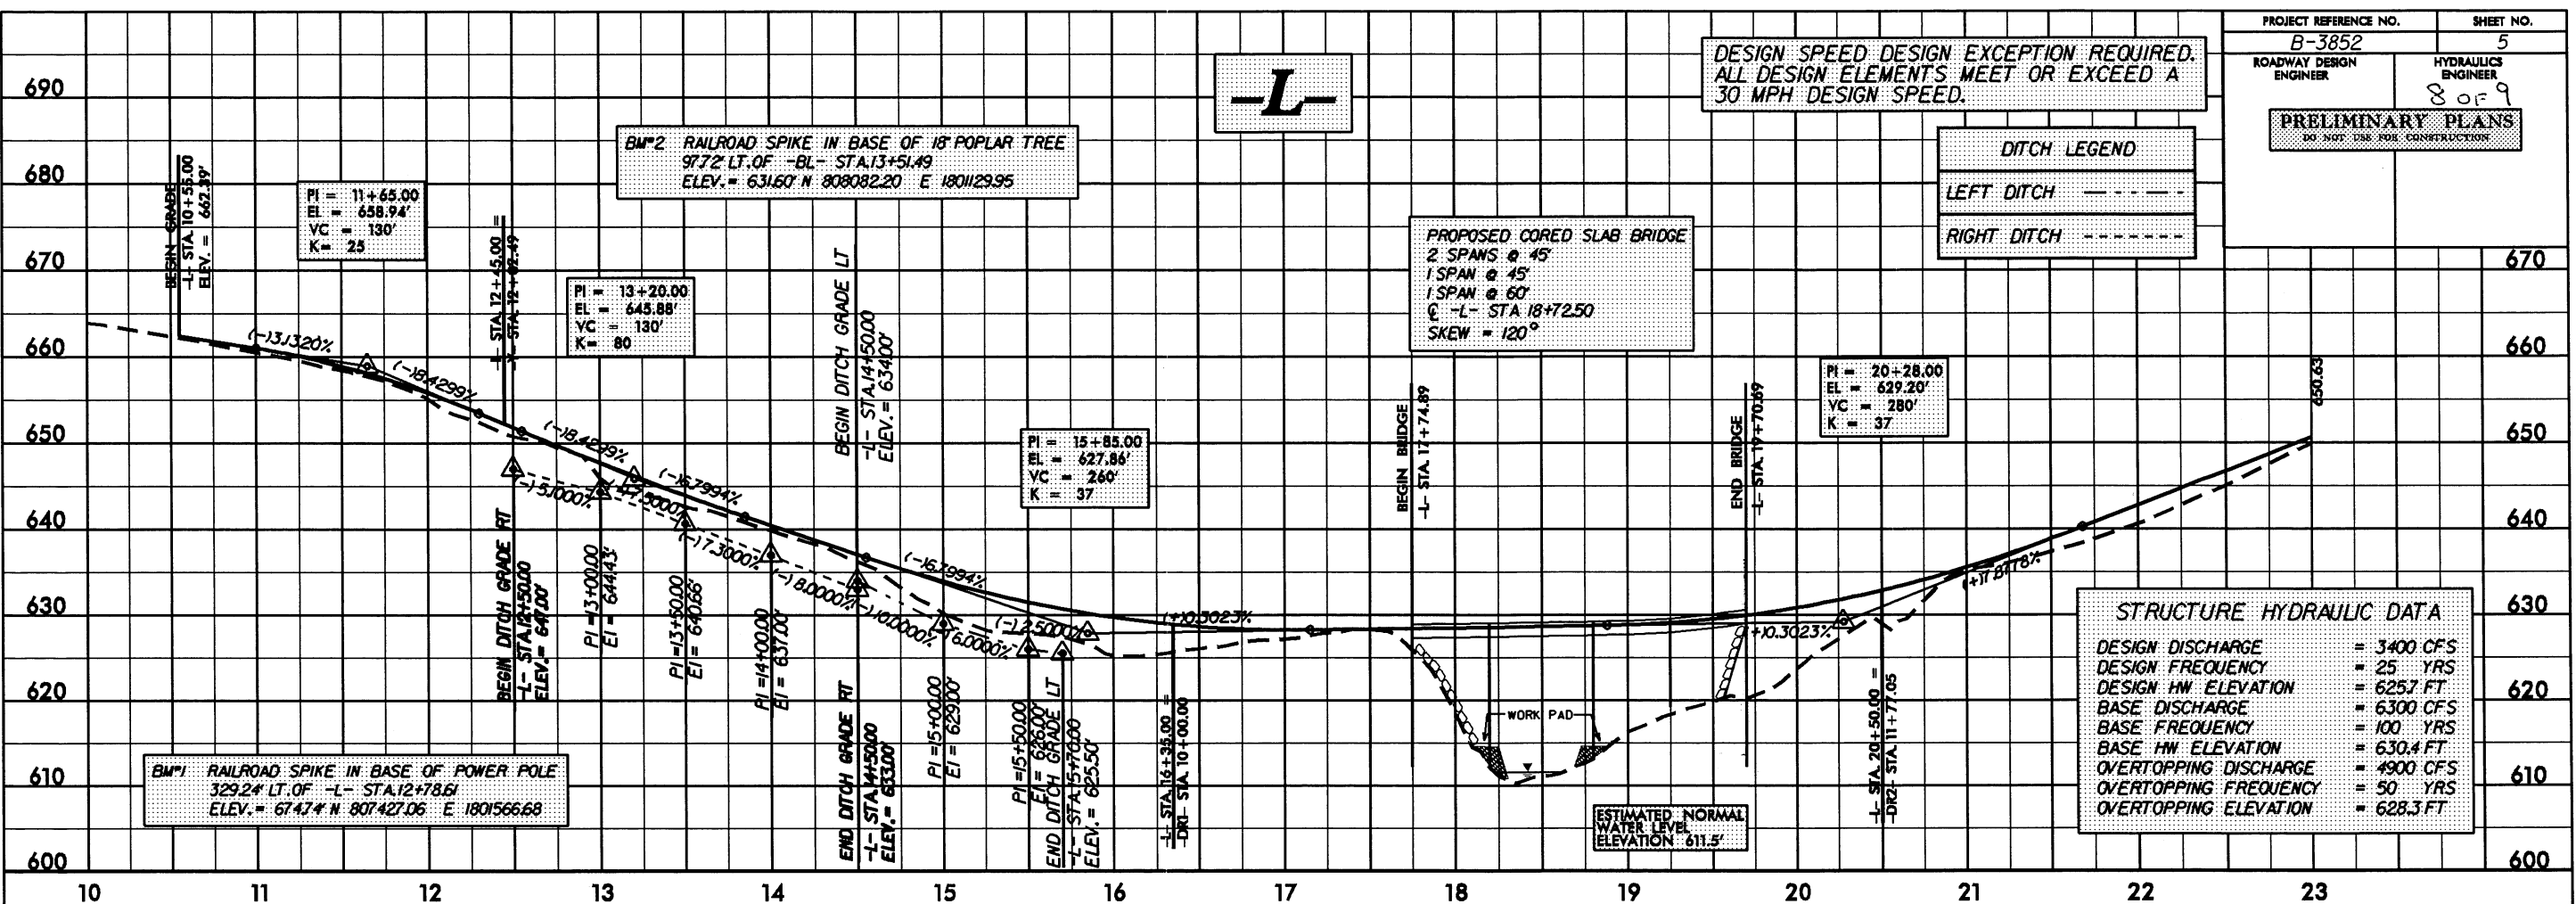 PROJECT REFERENCE NO.
SHEET NO.
B-3852
5
ROADWAY DESIGN
ENGINEER
HYDRAULICS
ENGINEER
8 OF 9
PRELIMINARY PLANS
DO NOT USE FOR CONSTRUCTION
-L-
DESIGN SPEED DESIGN EXCEPTION REQUIRED.
ALL DESIGN ELEMENTS MEET OR EXCEED A
30 MPH DESIGN SPEED.
DITCH LEGEND
LEFT DITCH
RIGHT DITCH
BM#2 RAILROAD SPIKE IN BASE OF 18" POPLAR TREE
97.72' LT. OF -BL- STA. 13+51.49
ELEV. = 631.60' N 808082.20 E 1801129.95
BEGIN GRADE
-L- STA. 10+55.00
ELEV. = 662.39'
PI = 11+65.00
EL = 658.94'
VC = 130'
K = 25
-L- STA. 12+45.00 =
PI = 13+20.00
EL = 645.88'
VC = 130'
K = 80
BEGIN DITCH GRADE LT
-L- STA. 14+50.00
ELEV. = 634.00'
PROPOSED CORED SLAB BRIDGE
2 SPANS @ 45'
1 SPAN @ 45'
1 SPAN @ 60'
℄ -L- STA 18+72.50
SKEW = 120°
PI = 15+85.00
EL = 627.86'
VC = 260'
K = 37
BEGIN BRIDGE
-L- STA. 17+74.89
END BRIDGE
-L- STA. 19+70.69
PI = 20+28.00
EL = 629.20'
VC = 280'
K = 37
650.63
690
680
670
660
650
640
630
620
610
600
670
660
650
640
630
620
610
600
(-)3.1320%
(-)8.4299%
(-)8.4299%
(-)6.7994%
(-)6.7994%
(+)0.3023%
(+)0.3023%
(+)7.8778%
(-)5.1000%
(-)7.5000%
(-)7.3000%
(-)8.0000%
(-)10.0000%
(-)6.0000%
(-)2.5000%
BEGIN DITCH GRADE RT
-L- STA. 12+50.00
ELEV. = 647.00'
PI = 13+00.00
El = 644.43'
PI = 13+50.00
El = 640.66'
PI = 14+00.00
El = 637.00'
END DITCH GRADE RT
-L- STA. 14+50.00
ELEV. = 633.00'
PI = 15+00.00
El = 629.00'
PI = 15+50.00
El = 626.00'
END DITCH GRADE LT
-L- STA. 15+70.00
ELEV. = 625.50'
-L- STA. 16+35.00 =
-DR1- STA. 10+00.00
WORK PAD
ESTIMATED NORMAL
WATER LEVEL
ELEVATION 611.5'
-L- STA. 20+50.00 =
-DR2- STA. 11+77.05
STRUCTURE HYDRAULIC DATA
DESIGN DISCHARGE = 3400 CFS
DESIGN FREQUENCY = 25 YRS
DESIGN HW ELEVATION = 625.7 FT
BASE DISCHARGE = 6300 CFS
BASE FREQUENCY = 100 YRS
BASE HW ELEVATION = 630.4 FT
OVERTOPPING DISCHARGE = 4900 CFS
OVERTOPPING FREQUENCY = 50 YRS
OVERTOPPING ELEVATION = 628.3 FT
BM#1 RAILROAD SPIKE IN BASE OF POWER POLE
329.24' LT. OF -L- STA. 12+78.61
ELEV. = 674.74' N 807427.06 E 1801566.68
10 11 12 13 14 15 16 17 18 19 20 21 22 23